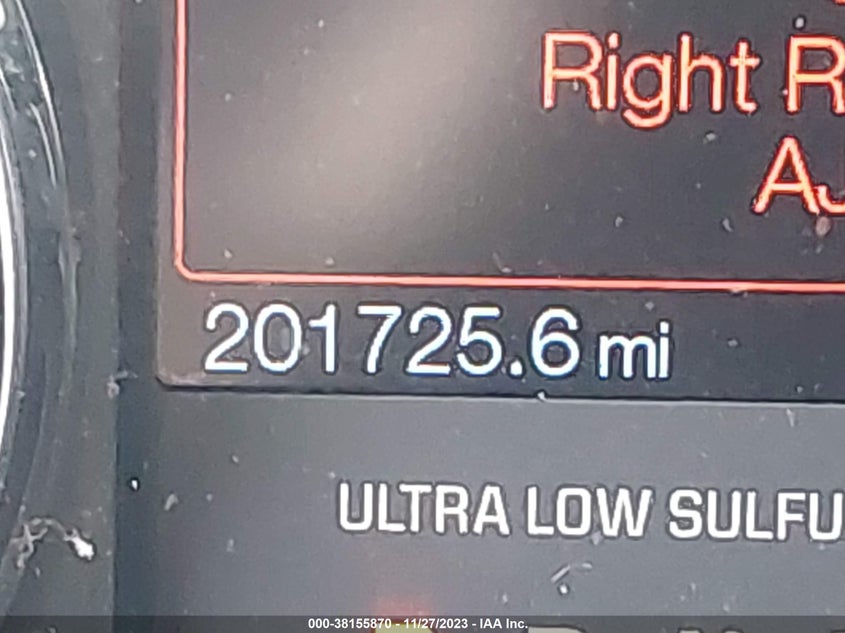 Right R
AJ
201725.6 mi
ULTRA LOW SULFU
000-38155870 - 11/27/2023 - IAA Inc.